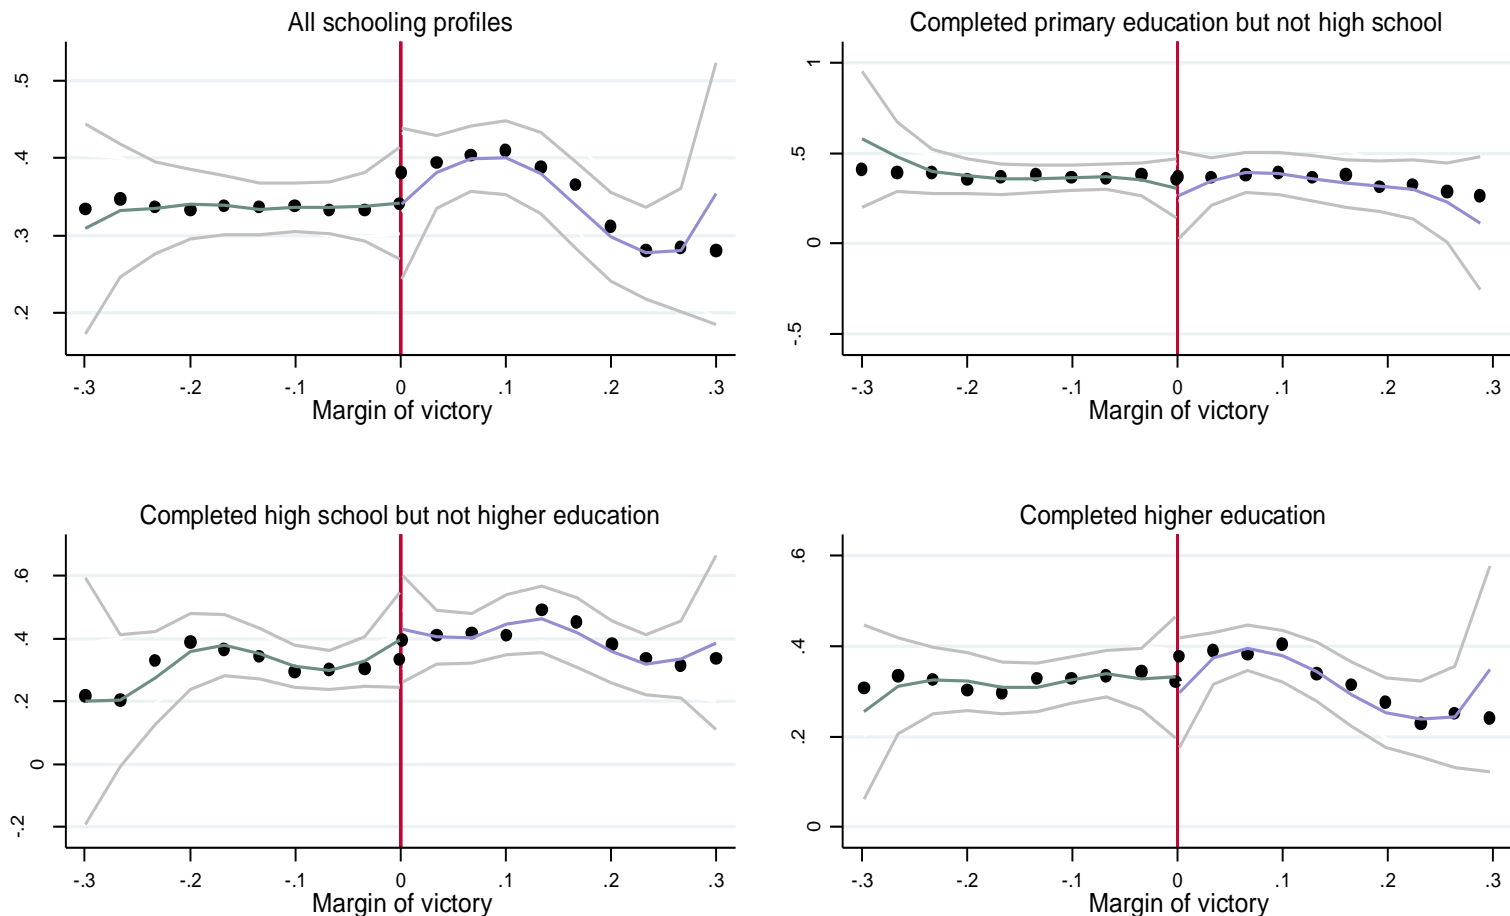 All schooling profiles
.5
.4
.3
.2
-.3 -.2 -.1 0 .1 .2 .3
Margin of victory
Completed primary education but not high school
1
.5
0
-.5
-.3 -.2 -.1 0 .1 .2 .3
Margin of victory
Completed high school but not higher education
.6
.4
.2
0
-.2
-.3 -.2 -.1 0 .1 .2 .3
Margin of victory
Completed higher education
.6
.4
.2
0
-.3 -.2 -.1 0 .1 .2 .3
Margin of victory